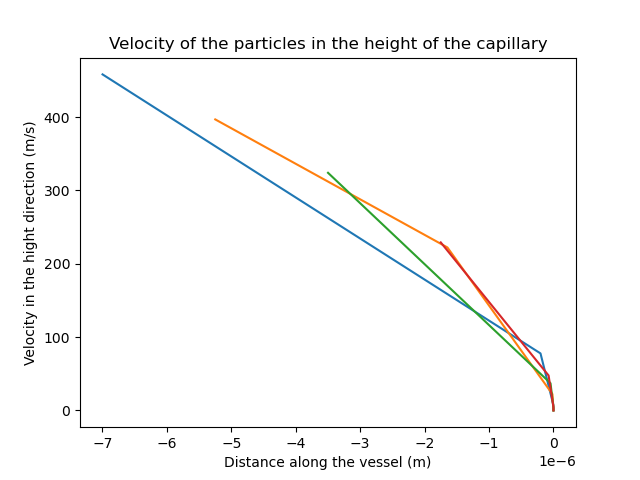 Velocity of the particles in the height of the capillary
Velocity in the hight direction (m/s)
400
300
200
100
0
−7 −6 −5 −4 −3 −2 −1 0
1e−6
Distance along the vessel (m)